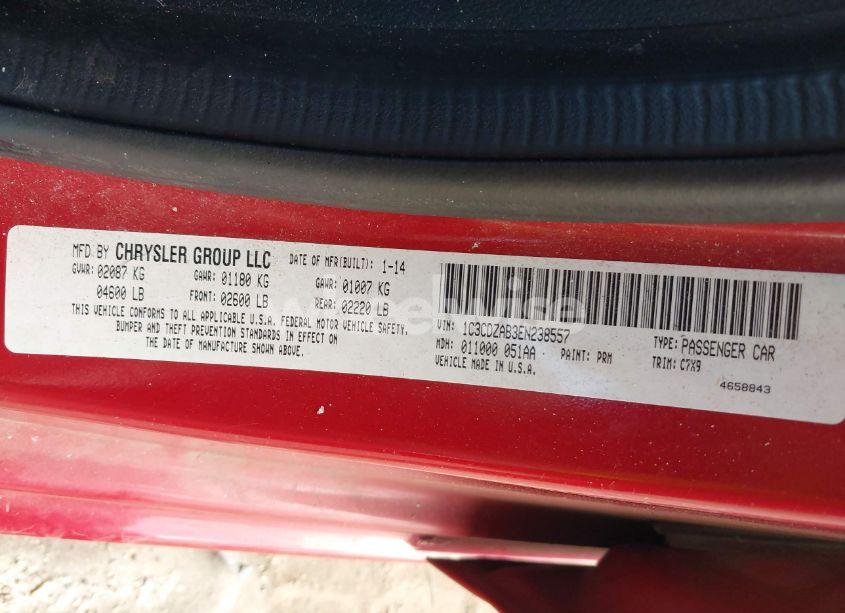 MFD BY CHRYSLER GROUP LLC DATE OF MFR(BUILT): 1-14
GVWR: 02087 KG GAWR: 01180 KG GAWR: 01007 KG
04600 LB FRONT: 02600 LB REAR: 02220 LB
THIS VEHICLE CONFORMS TO ALL APPLICABLE U.S.A. FEDERAL MOTOR VEHICLE SAFETY,
BUMPER AND THEFT PREVENTION STANDARDS IN EFFECT ON
THE DATE OF MANUFACTURE SHOWN ABOVE.
VIN: 1C3CDZAB3EN238557 TYPE: PASSENGER CAR
MDH: 011000 051AA PAINT: PRM TRIM: C7X9
VEHICLE MADE IN U.S.A.
4658843